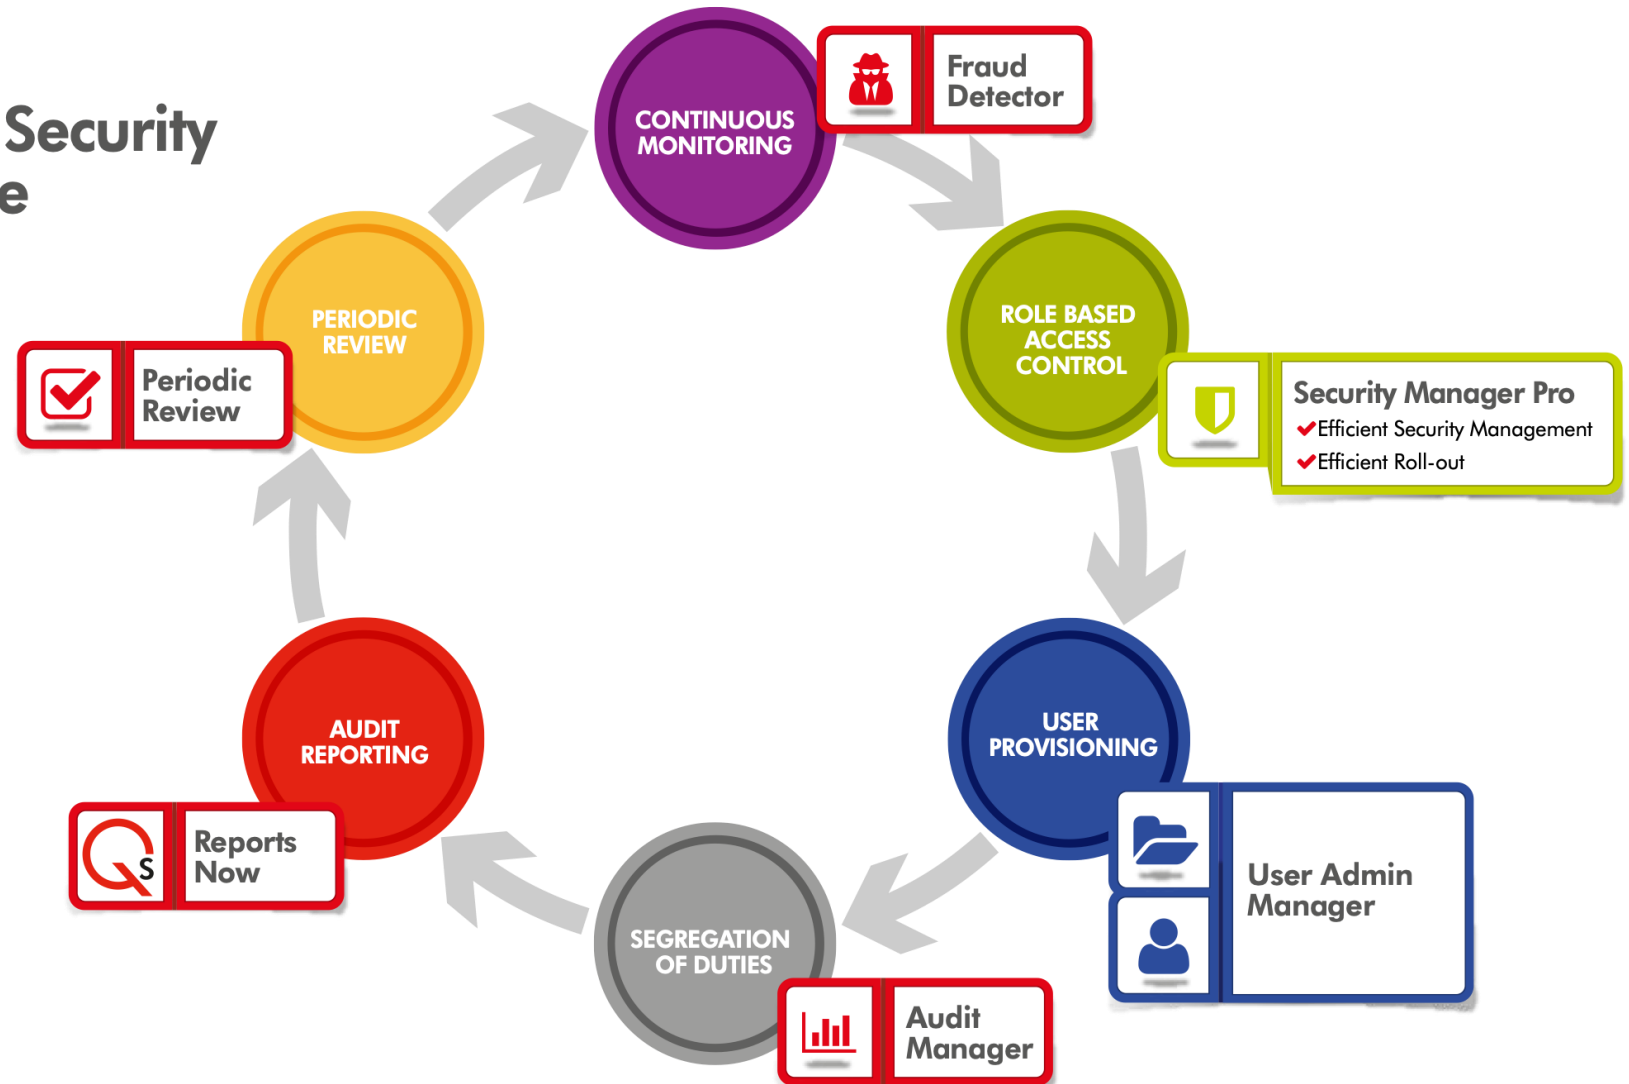 Security
e
CONTINUOUS
MONITORING
Fraud
Detector
ROLE BASED
ACCESS
CONTROL
Security Manager Pro
Efficient Security Management
Efficient Roll-out
USER
PROVISIONING
User Admin
Manager
SEGREGATION
OF DUTIES
Audit
Manager
AUDIT
REPORTING
QS
Reports
Now
PERIODIC
REVIEW
Periodic
Review